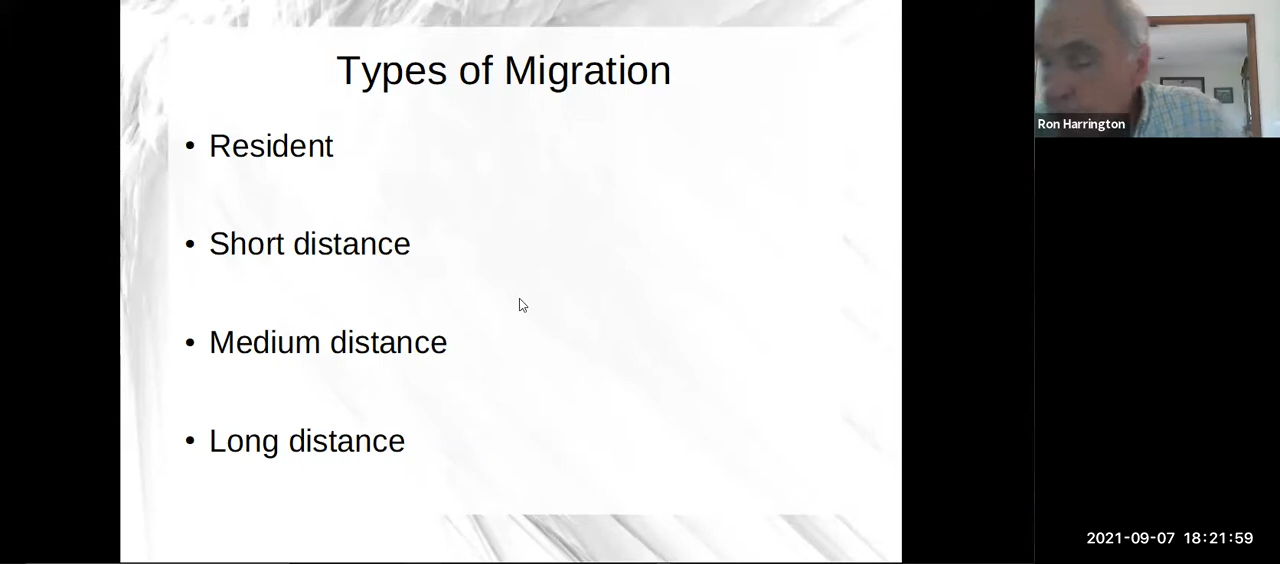 Types of Migration
• Resident
• Short distance
• Medium distance
• Long distance
Ron Harrington
2021-09-07 18:21:59